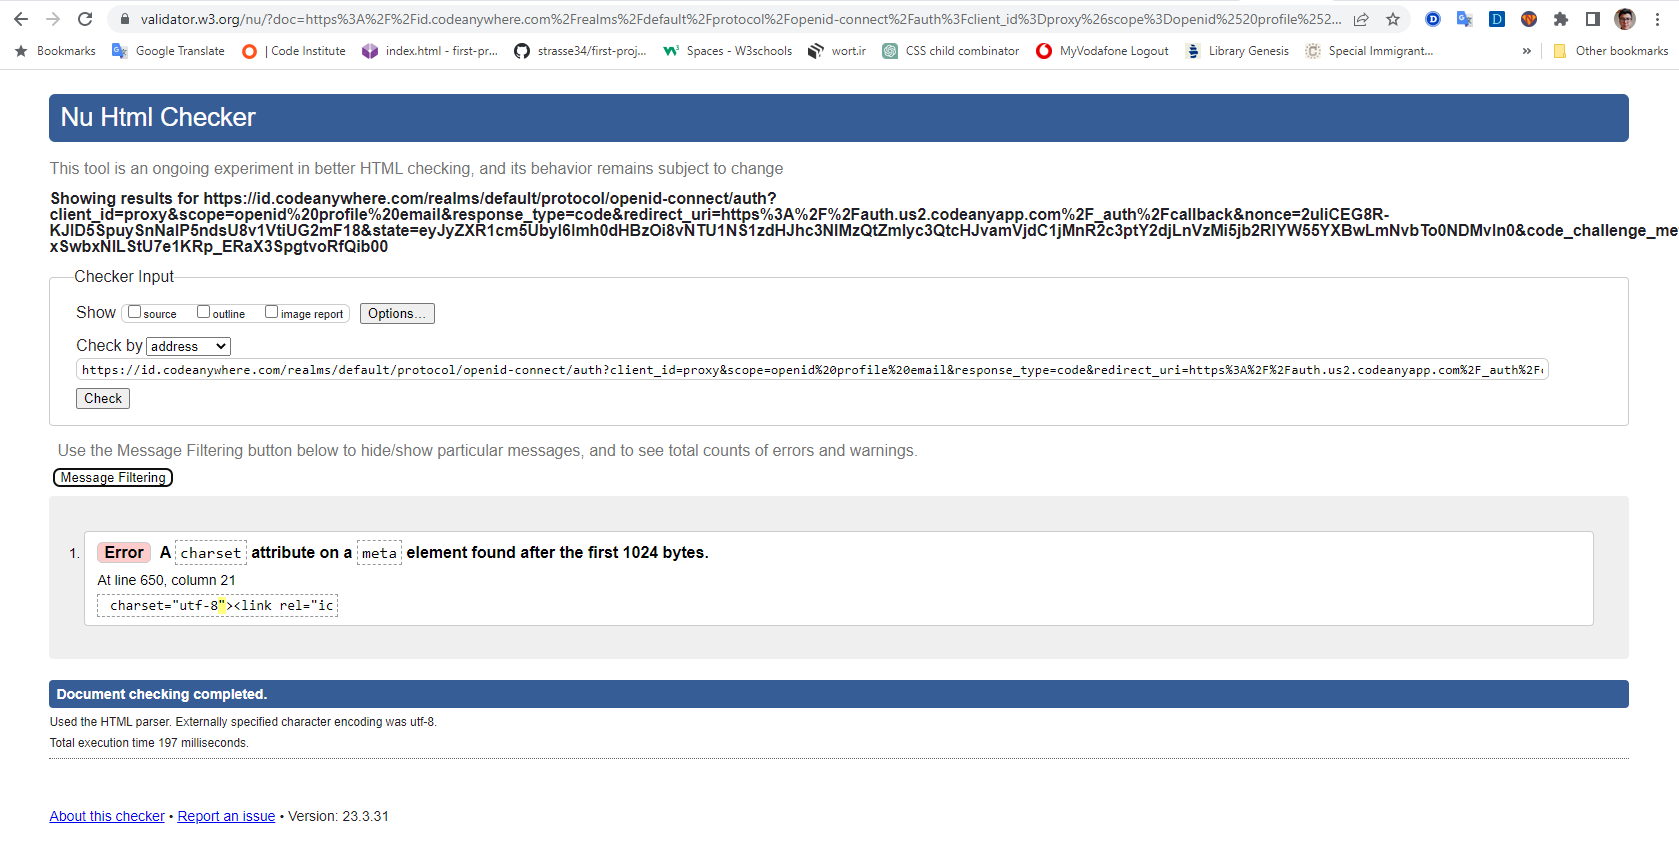 validator.w3.org/nu/?doc=https%3A%2F%2Fid.codeanywhere.com%2Frealms%2Fdefault%2Fprotocol%2Fopenid-connect%2Fauth%3Fclient_id%3Dproxy%26scope%3Dopenid%2520profile%252...
Bookmarks Google Translate | Code Institute index.html - first-pr... strasse34/first-proj... Spaces - W3schools wort.ir CSS child combinator MyVodafone Logout Library Genesis Special Immigrant... » Other bookmarks
Nu Html Checker
This tool is an ongoing experiment in better HTML checking, and its behavior remains subject to change
Showing results for https://id.codeanywhere.com/realms/default/protocol/openid-connect/auth?
client_id=proxy&scope=openid%20profile%20email&response_type=code&redirect_uri=https%3A%2F%2Fauth.us2.codeanyapp.com%2F_auth%2Fcallback&nonce=2uliCEG8R-
Checker Input
Show source outline image report Options...
Check by address
https://id.codeanywhere.com/realms/default/protocol/openid-connect/auth?client_id=proxy&scope=openid%20profile%20email&response_type=code&redirect_uri=https%3A%2F%2Fauth.us2.codeanyapp.com%2F_auth%2F
Check
Use the Message Filtering button below to hide/show particular messages, and to see total counts of errors and warnings.
Message Filtering
1. Error A charset attribute on a meta element found after the first 1024 bytes.
At line 650, column 21
charset="utf-8"><link rel="ic
Document checking completed.
Used the HTML parser. Externally specified character encoding was utf-8.
Total execution time 197 milliseconds.
About this checker • Report an issue • Version: 23.3.31